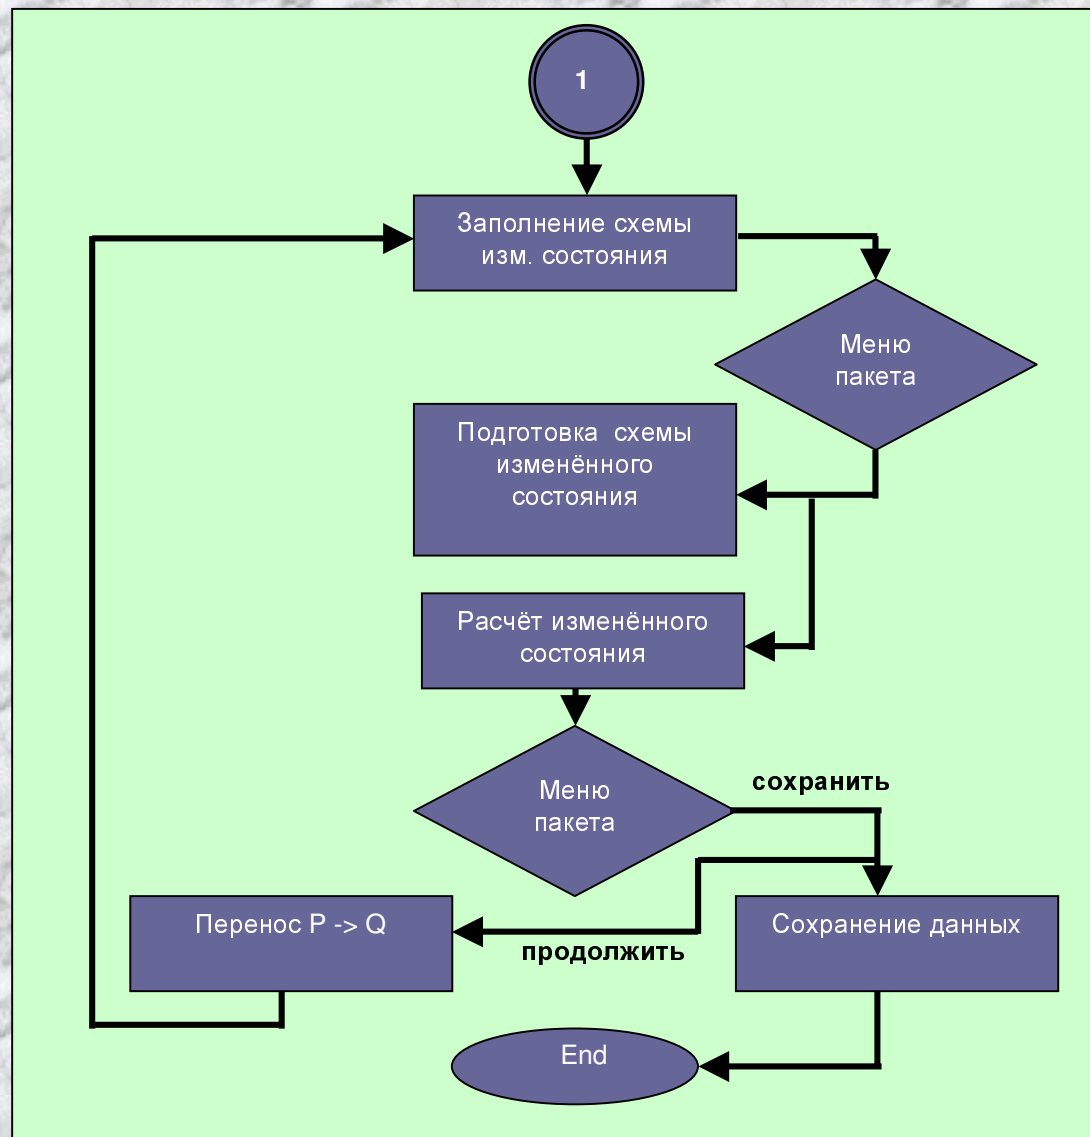 1
Заполнение схемы
изм. состояния
Меню
пакета
Подготовка схемы
изменённого
состояния
Расчёт изменённого
состояния
Меню
пакета
сохранить
Перенос P -> Q
продолжить
Сохранение данных
End